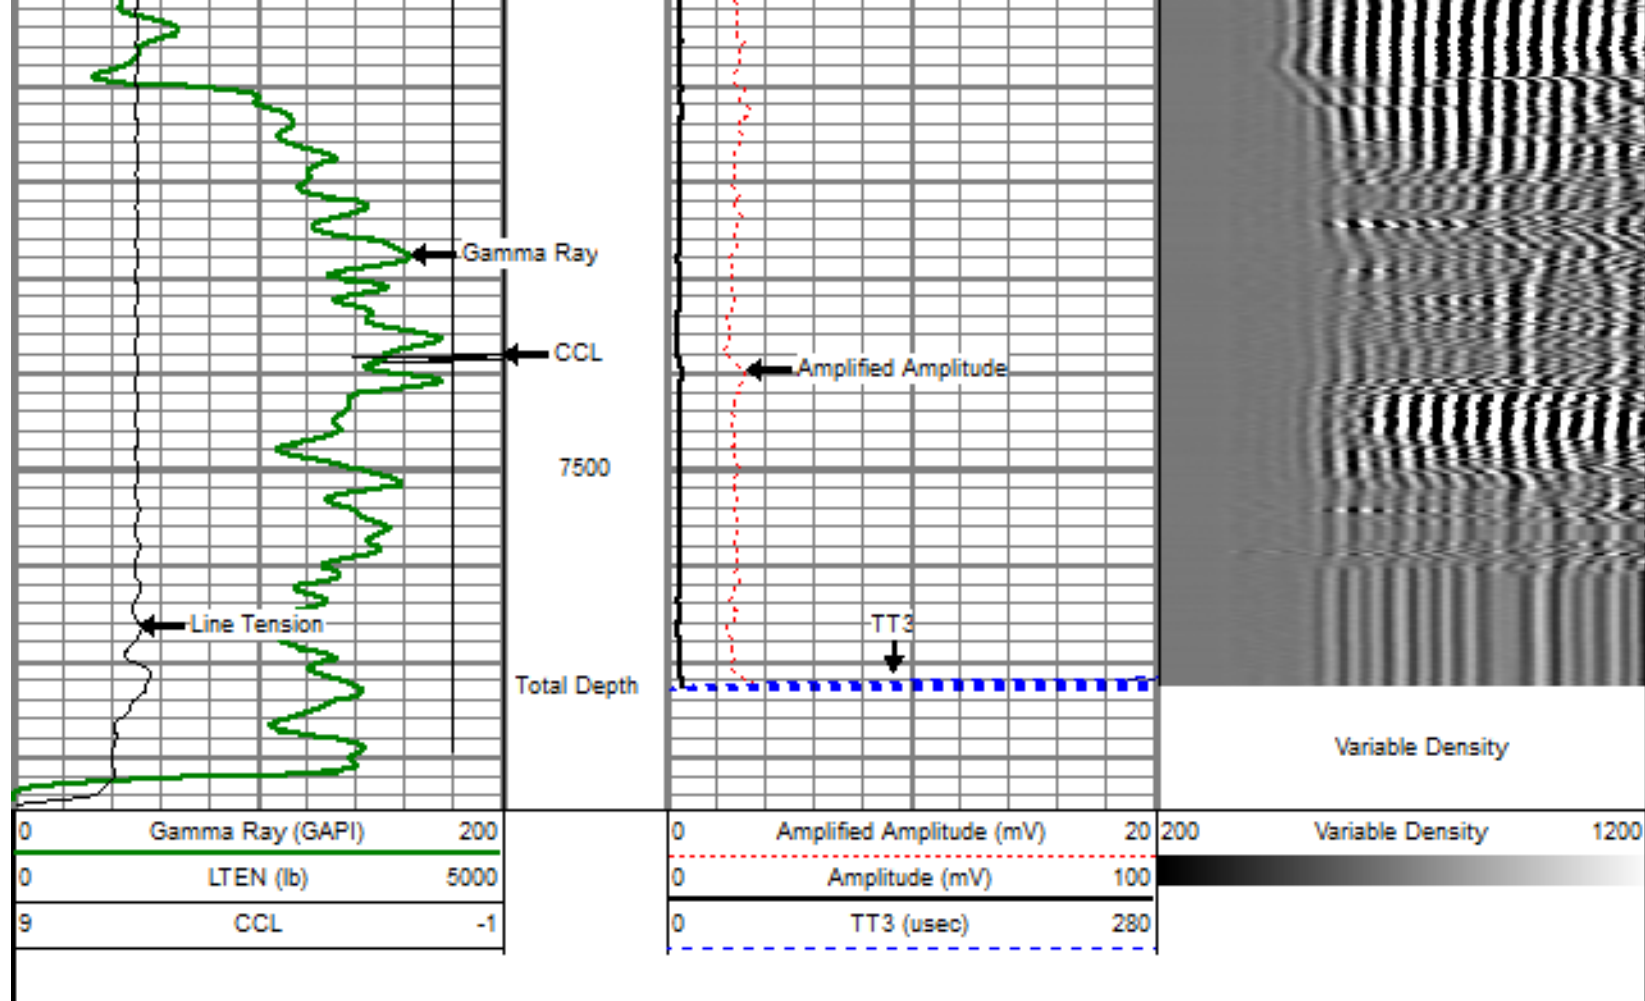 Gamma Ray
CCL
Amplified Amplitude
7500
Line Tension
TT3
Total Depth
Variable Density
0 Gamma Ray (GAPI) 200
0 LTEN (lb) 5000
9 CCL -1
0 Amplified Amplitude (mV) 20
0 Amplitude (mV) 100
0 TT3 (usec) 280
200 Variable Density 1200